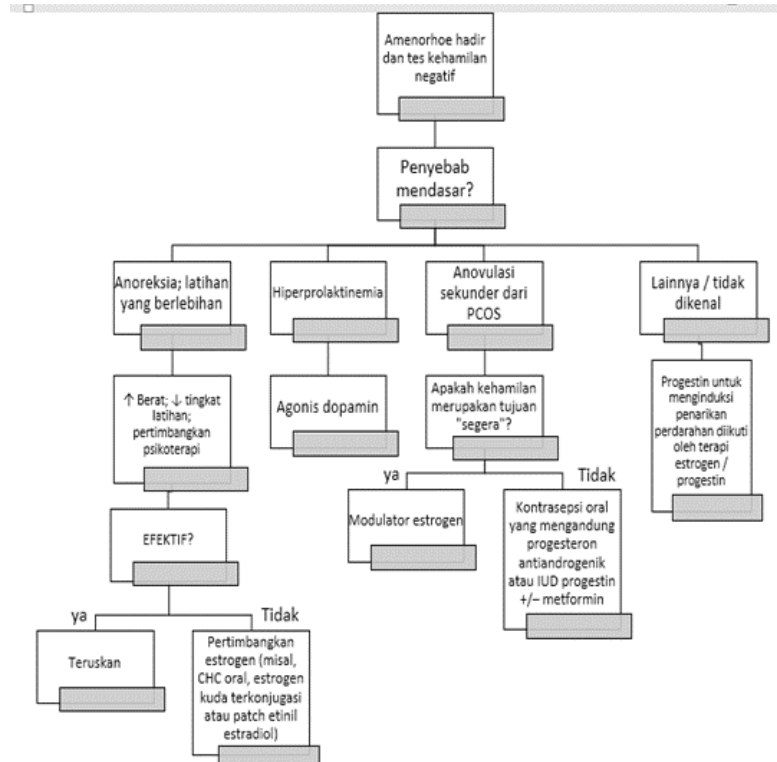 Amenorhoe hadir
dan tes kehamilan
negatif
Penyebab
mendasar?
Anoreksia; latihan
yang berlebihan
Hiperprolaktinemia
Anovulasi
sekunder dari
PCOS
Lainnya / tidak
dikenal
↑ Berat; ↓ tingkat
latihan;
pertimbangkan
psikoterapi
Agonis dopamin
Apakah kehamilan
merupakan tujuan
"segera"?
Progestin untuk
menginduksi
penarikan
perdarahan diikuti
oleh terapi
estrogen /
progestin
ya
Tidak
EFEKTIF?
Modulator estrogen
Kontrasepsi oral
yang mengandung
progesteron
antiandrogenik
atau IUD progestin
+/− metformin
ya
Tidak
Teruskan
Pertimbangkan
estrogen (misal,
CHC oral, estrogen
kuda terkonjugasi
atau patch etinil
estradiol)